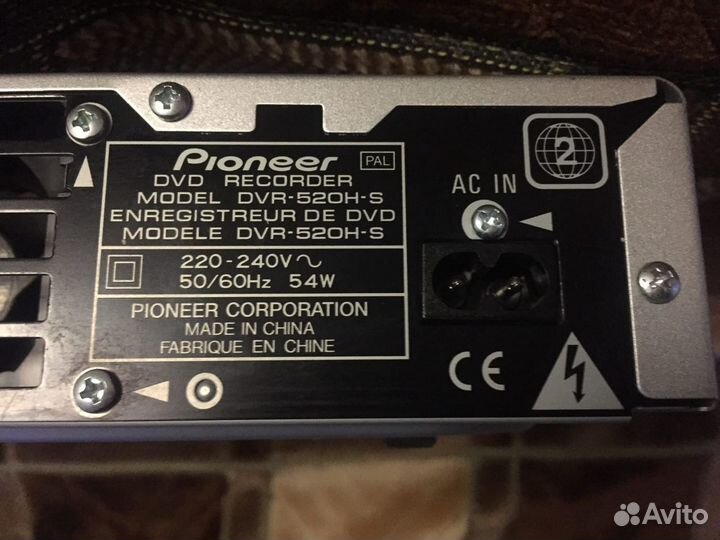 Pioneer PAL
DVD RECORDER
MODEL DVR-520H-S
ENREGISTREUR DE DVD
MODELE DVR-520H-S
220-240V~
50/60Hz 54W
PIONEER CORPORATION
MADE IN CHINA
FABRIQUE EN CHINE
AC IN
2
CE
Avito